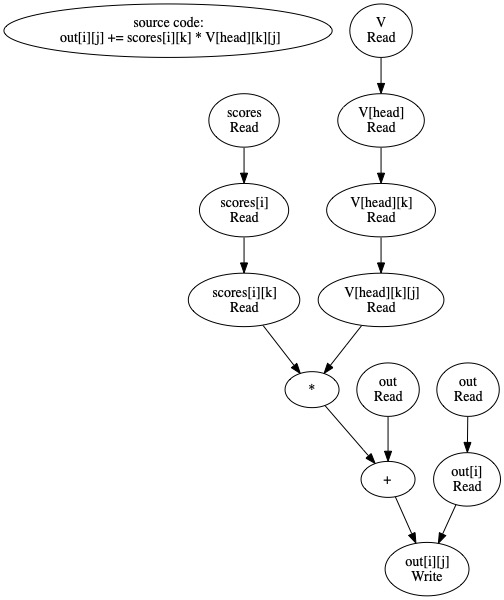 source code:
out[i][j] += scores[i][k] * V[head][k][j]
V
Read
scores
Read
V[head]
Read
scores[i]
Read
V[head][k]
Read
scores[i][k]
Read
V[head][k][j]
Read
*
out
Read
out
Read
+
out[i]
Read
out[i][j]
Write